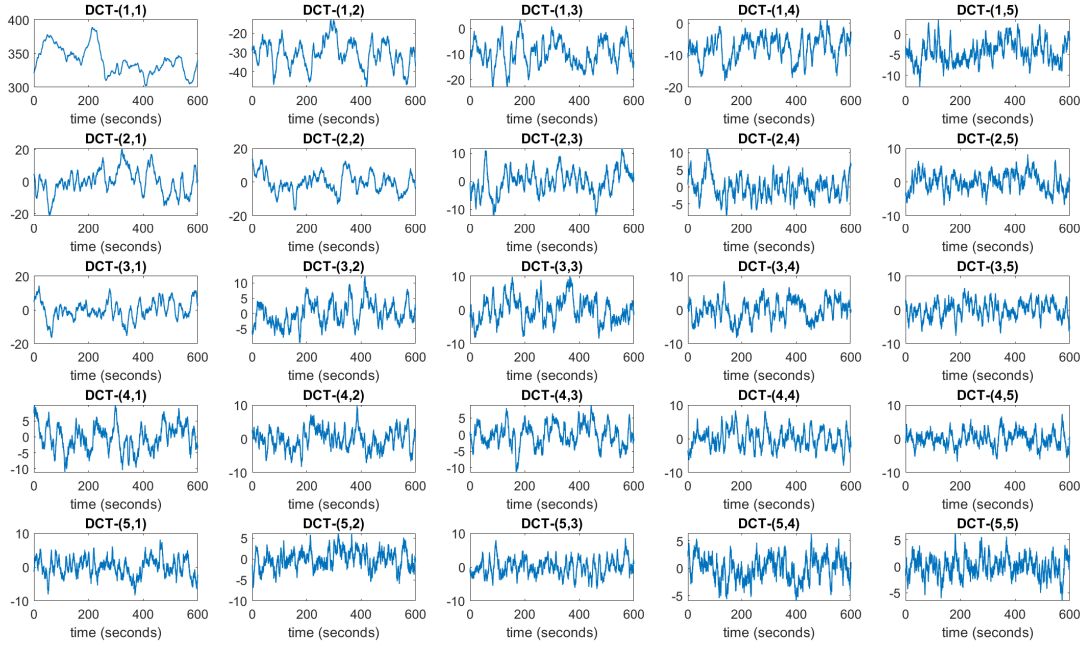 DCT-(1,1) DCT-(1,2) DCT-(1,3) DCT-(1,4) DCT-(1,5)
400 350 300 -20 -30 -40 0 -10 -20 0 -10 -20 0 -5 -10
0 200 400 600 0 200 400 600 0 200 400 600 0 200 400 600 0 200 400 600
time (seconds) time (seconds) time (seconds) time (seconds) time (seconds)
DCT-(2,1) DCT-(2,2) DCT-(2,3) DCT-(2,4) DCT-(2,5)
20 0 -20 20 0 -20 10 0 -10 10 5 0 -5 10 0 -10
0 200 400 600 0 200 400 600 0 200 400 600 0 200 400 600 0 200 400 600
time (seconds) time (seconds) time (seconds) time (seconds) time (seconds)
DCT-(3,1) DCT-(3,2) DCT-(3,3) DCT-(3,4) DCT-(3,5)
20 0 -20 10 5 0 -5 10 0 -10 10 0 -10 10 0 -10
0 200 400 600 0 200 400 600 0 200 400 600 0 200 400 600 0 200 400 600
time (seconds) time (seconds) time (seconds) time (seconds) time (seconds)
DCT-(4,1) DCT-(4,2) DCT-(4,3) DCT-(4,4) DCT-(4,5)
5 0 -5 -10 10 0 -10 5 0 -5 -10 10 0 -10 10 0 -10
0 200 400 600 0 200 400 600 0 200 400 600 0 200 400 600 0 200 400 600
time (seconds) time (seconds) time (seconds) time (seconds) time (seconds)
DCT-(5,1) DCT-(5,2) DCT-(5,3) DCT-(5,4) DCT-(5,5)
10 0 -10 5 0 -5 -10 10 0 -10 5 0 -5 5 0 -5
0 200 400 600 0 200 400 600 0 200 400 600 0 200 400 600 0 200 400 600
time (seconds) time (seconds) time (seconds) time (seconds) time (seconds)